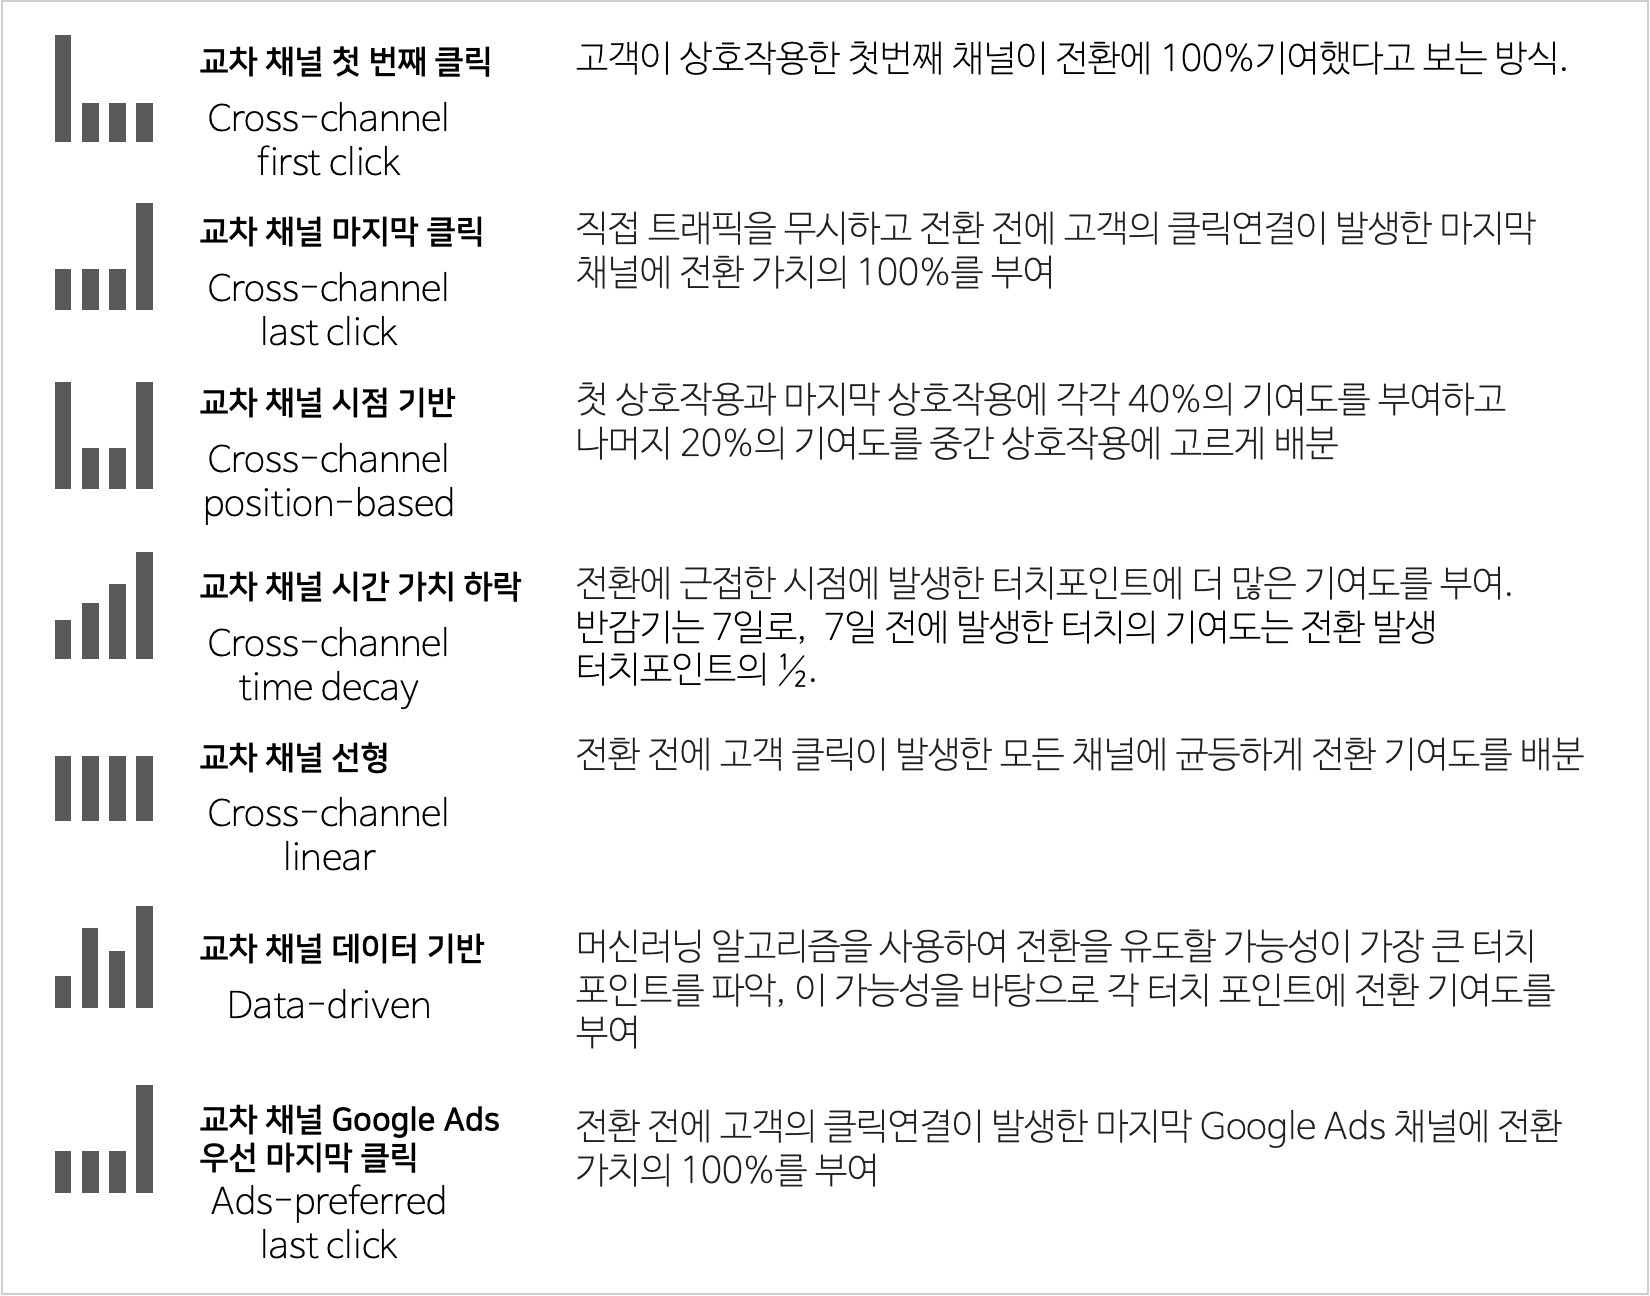 교차 채널 첫 번째 클릭
Cross-channel
first click
고객이 상호작용한 첫번째 채널이 전환에 100%기여했다고 보는 방식.
교차 채널 마지막 클릭
Cross-channel
last click
직접 트래픽을 무시하고 전환 전에 고객의 클릭연결이 발생한 마지막
채널에 전환 가치의 100%를 부여
교차 채널 시점 기반
Cross-channel
position-based
첫 상호작용과 마지막 상호작용에 각각 40%의 기여도를 부여하고
나머지 20%의 기여도를 중간 상호작용에 고르게 배분
교차 채널 시간 가치 하락
Cross-channel
time decay
전환에 근접한 시점에 발생한 터치포인트에 더 많은 기여도를 부여.
반감기는 7일로, 7일 전에 발생한 터치의 기여도는 전환 발생
터치포인트의 ½.
교차 채널 선형
Cross-channel
linear
전환 전에 고객 클릭이 발생한 모든 채널에 균등하게 전환 기여도를 배분
교차 채널 데이터 기반
Data-driven
머신러닝 알고리즘을 사용하여 전환을 유도할 가능성이 가장 큰 터치
포인트를 파악, 이 가능성을 바탕으로 각 터치 포인트에 전환 기여도를
부여
교차 채널 Google Ads
우선 마지막 클릭
Ads-preferred
last click
전환 전에 고객의 클릭연결이 발생한 마지막 Google Ads 채널에 전환
가치의 100%를 부여